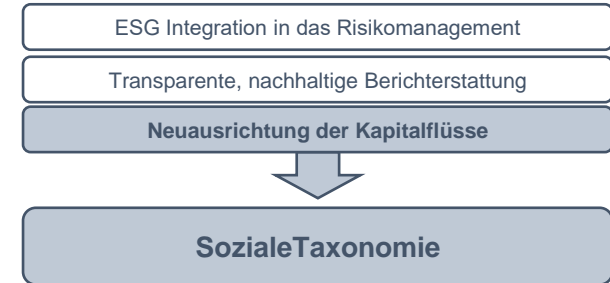 ESG Integration in das Risikomanagement
Transparente, nachhaltige Berichterstattung
Neuausrichtung der Kapitalflüsse
SozialeTaxonomie